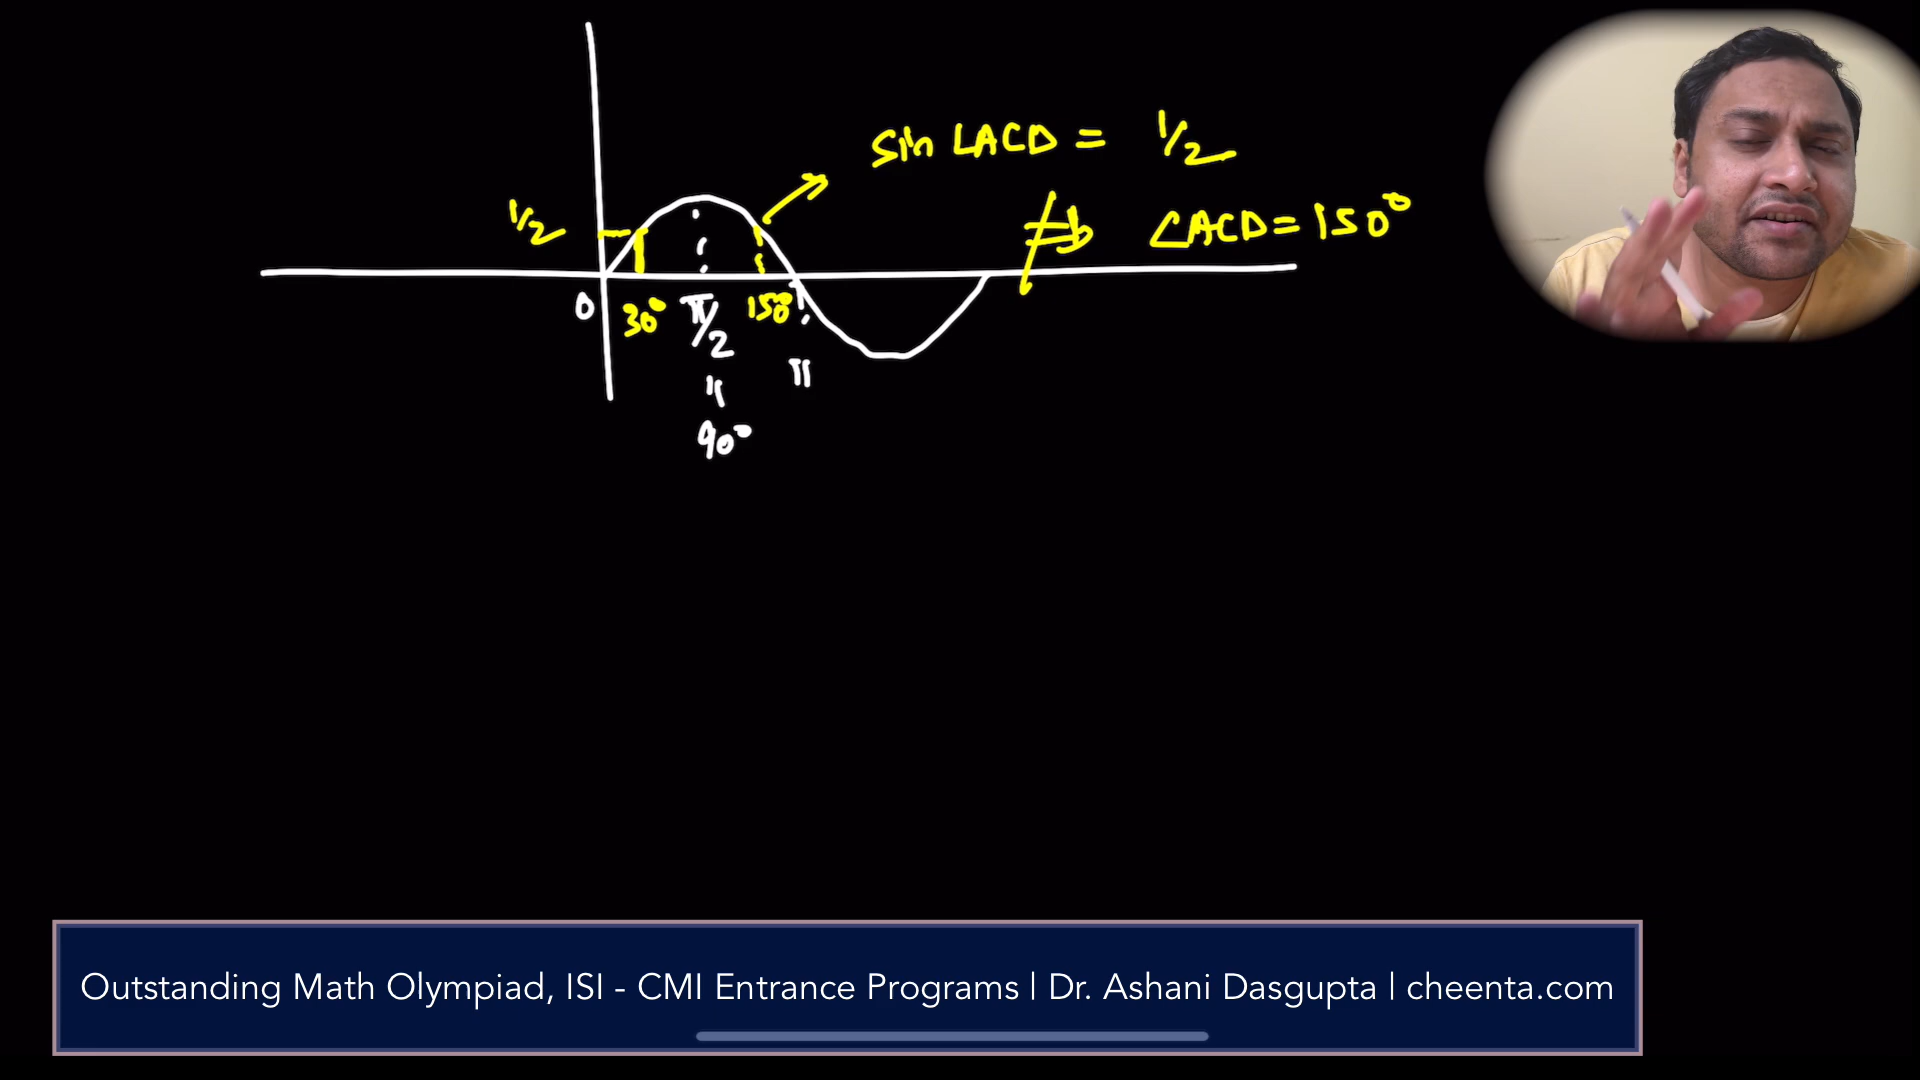 sin ∠ACD = 1/2
1/2
⇏ ∠ACD = 150°
0 30° π/2 150° π
=
90°
Outstanding Math Olympiad, ISI - CMI Entrance Programs | Dr. Ashani Dasgupta | cheenta.com